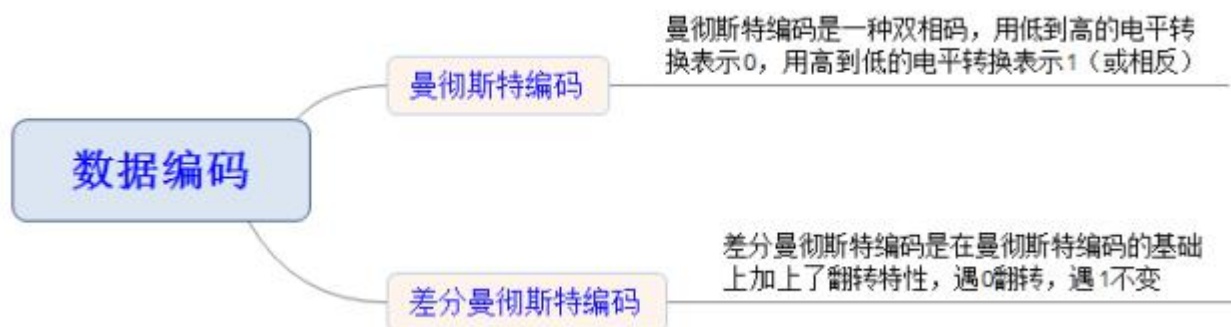 曼彻斯特编码是一种双相码，用低到高的电平转
换表示0，用高到低的电平转换表示1（或相反）
曼彻斯特编码
数据编码
差分曼彻斯特编码是在曼彻斯特编码的基础
上加上了翻转特性，遇0翻转，遇1不变
差分曼彻斯特编码